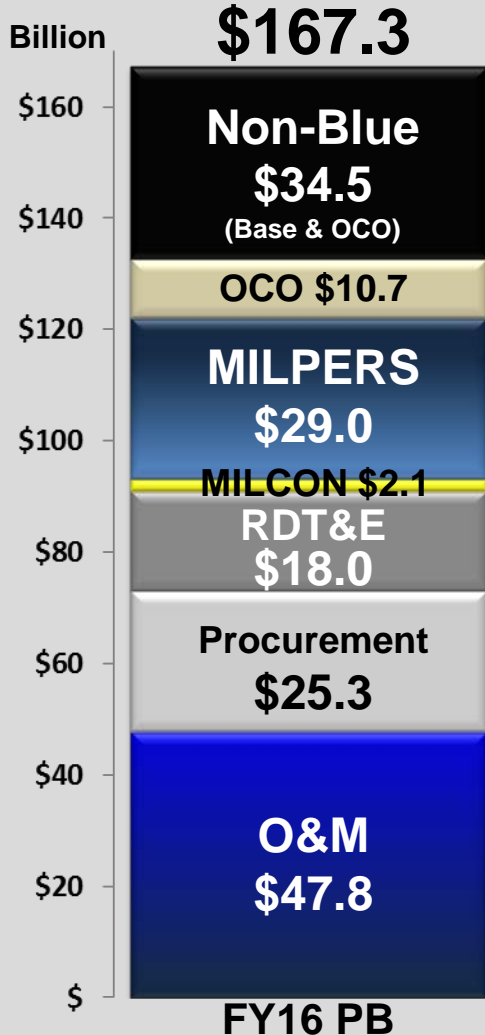 Billion
$167.3
$160
$140
$120
$100
$80
$60
$40
$20
$
Non-Blue
$34.5
(Base & OCO)
OCO $10.7
MILPERS
$29.0
MILCON $2.1
RDT&E
$18.0
Procurement
$25.3
O&M
$47.8
FY16 PB